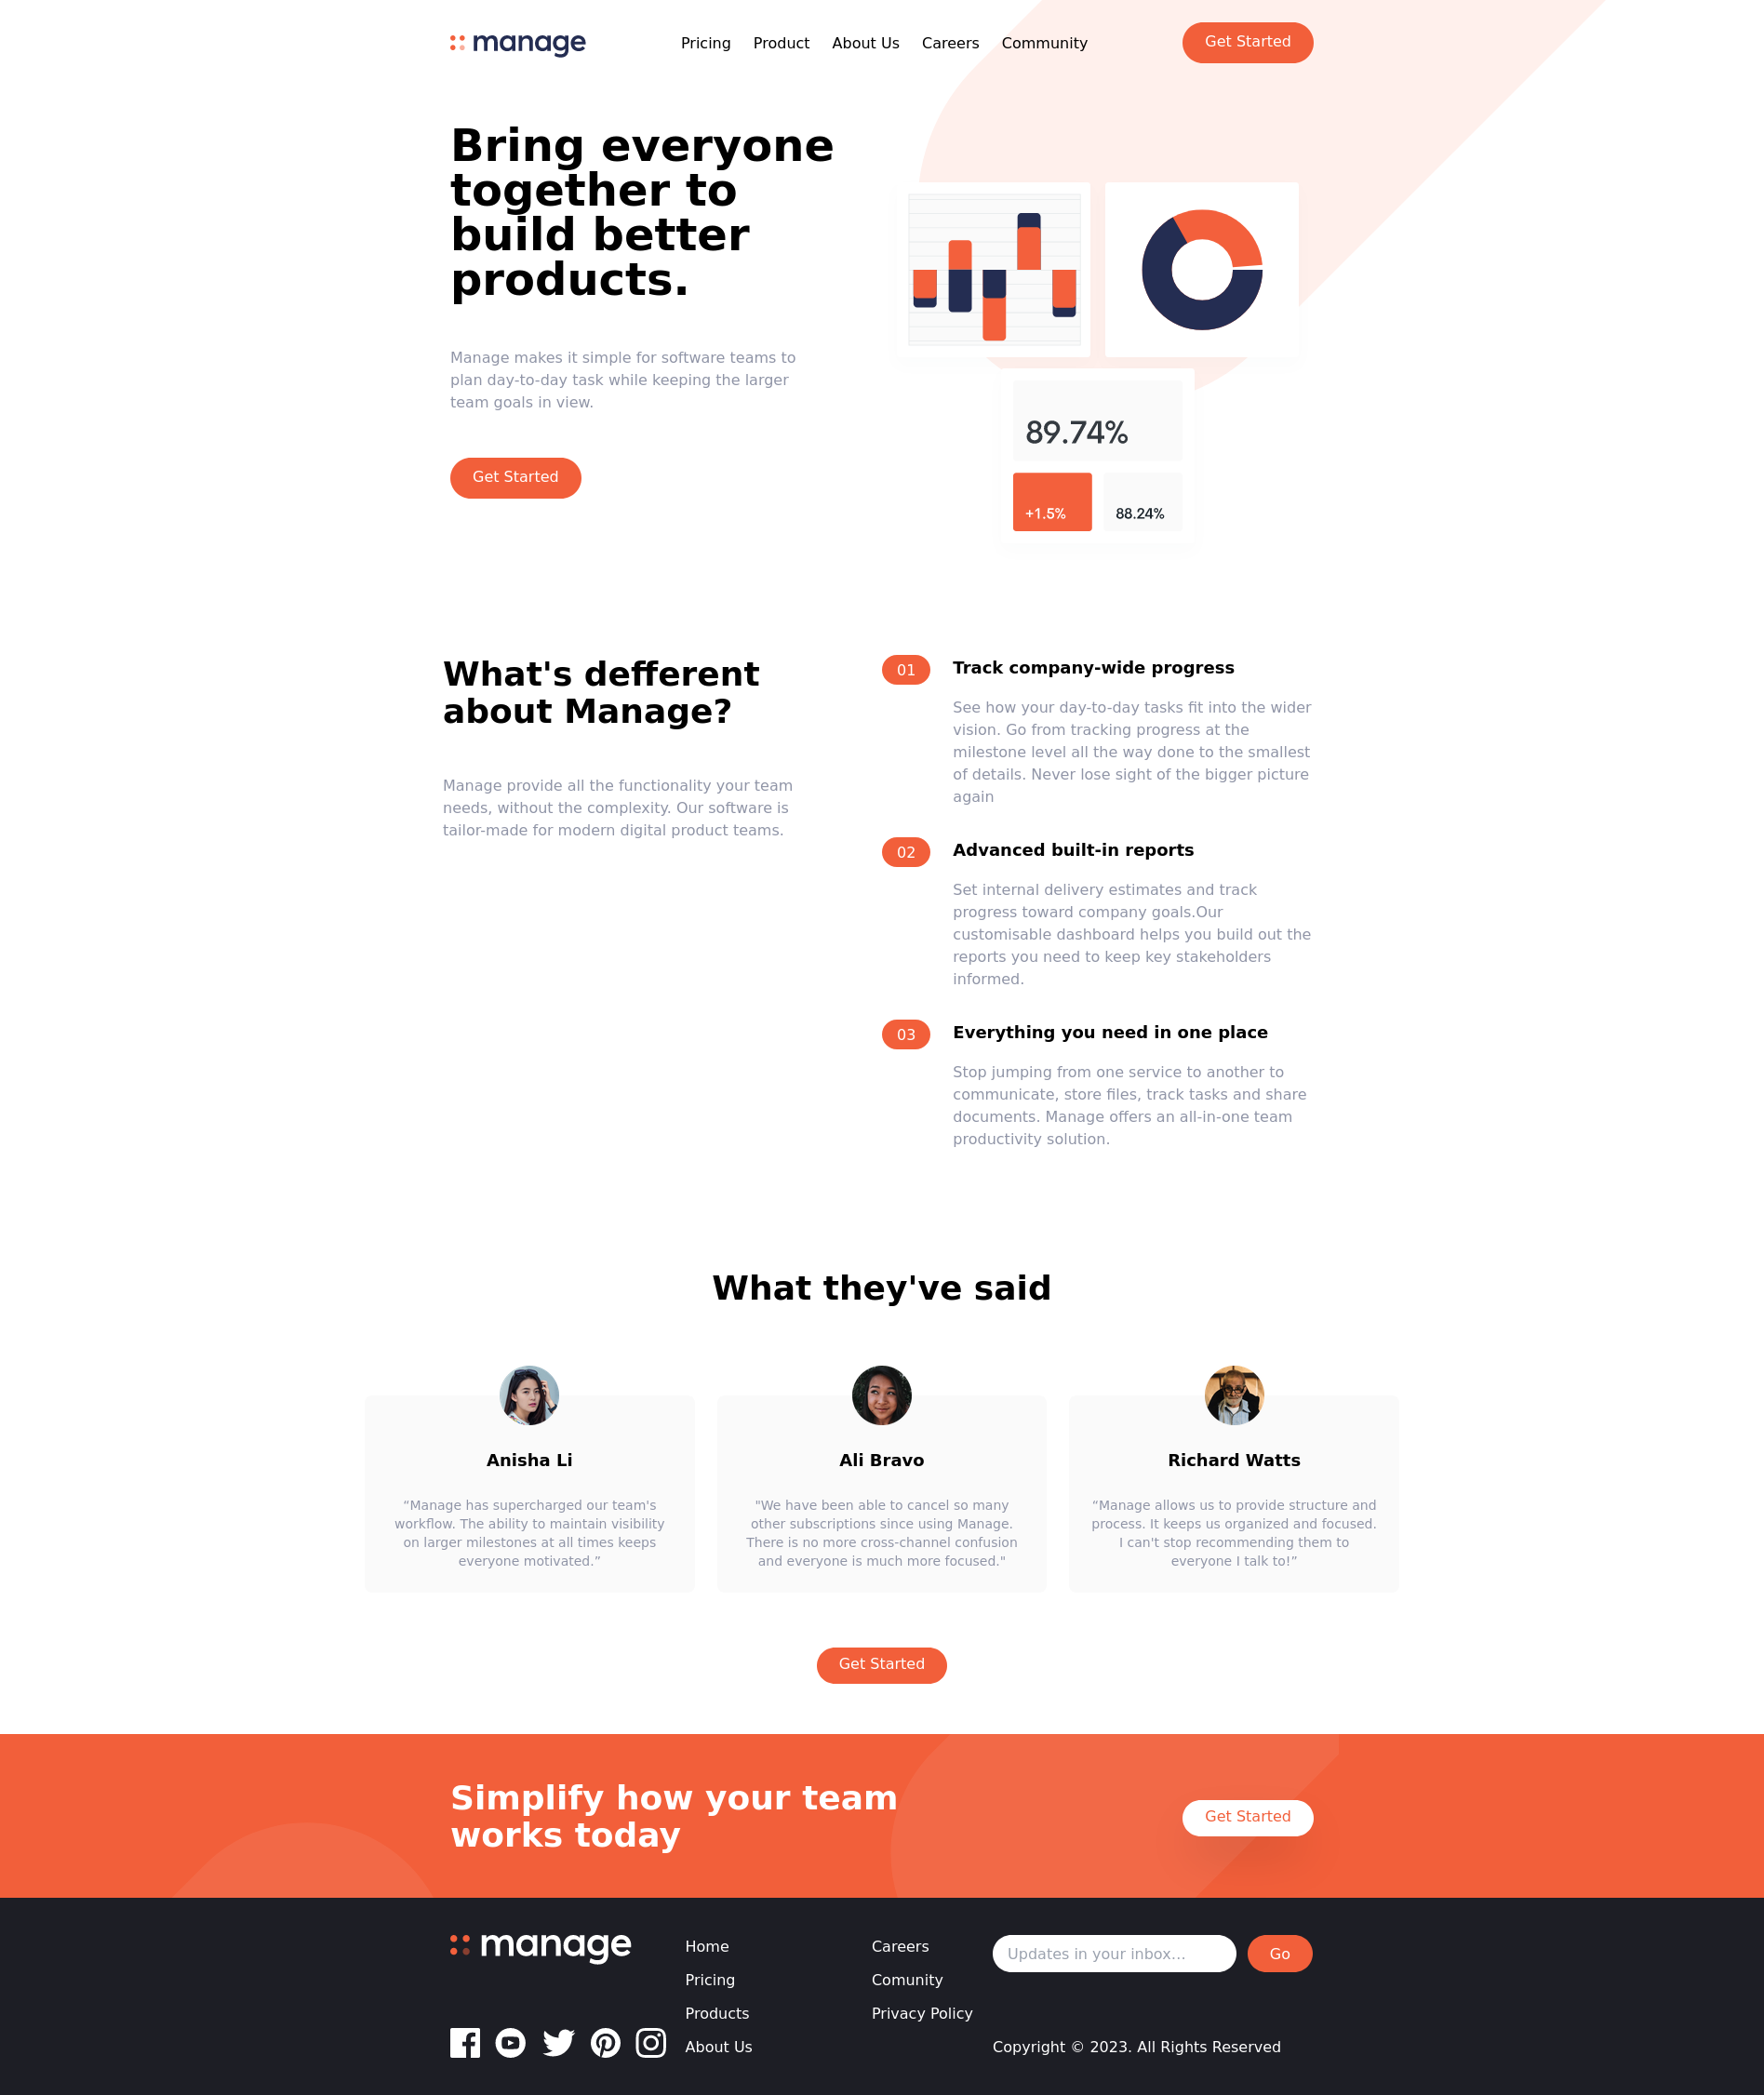 manage
Pricing Product About Us Careers Community
Get Started
Bring everyone
together to
build better
products.
Manage makes it simple for software teams to
plan day-to-day task while keeping the larger
team goals in view.
Get Started
89.74%
+1.5%
88.24%
What's defferent
about Manage?
Manage provide all the functionality your team
needs, without the complexity. Our software is
tailor-made for modern digital product teams.
01
Track company-wide progress
See how your day-to-day tasks fit into the wider
vision. Go from tracking progress at the
milestone level all the way done to the smallest
of details. Never lose sight of the bigger picture
again
02
Advanced built-in reports
Set internal delivery estimates and track
progress toward company goals.Our
customisable dashboard helps you build out the
reports you need to keep key stakeholders
informed.
03
Everything you need in one place
Stop jumping from one service to another to
communicate, store files, track tasks and share
documents. Manage offers an all-in-one team
productivity solution.
What they've said
Anisha Li
“Manage has supercharged our team's
workflow. The ability to maintain visibility
on larger milestones at all times keeps
everyone motivated.”
Ali Bravo
"We have been able to cancel so many
other subscriptions since using Manage.
There is no more cross-channel confusion
and everyone is much more focused."
Richard Watts
“Manage allows us to provide structure and
process. It keeps us organized and focused.
I can't stop recommending them to
everyone I talk to!”
Get Started
Simplify how your team
works today
Get Started
manage
Home
Pricing
Products
About Us
Careers
Comunity
Privacy Policy
Updates in your inbox…
Go
Copyright © 2023. All Rights Reserved